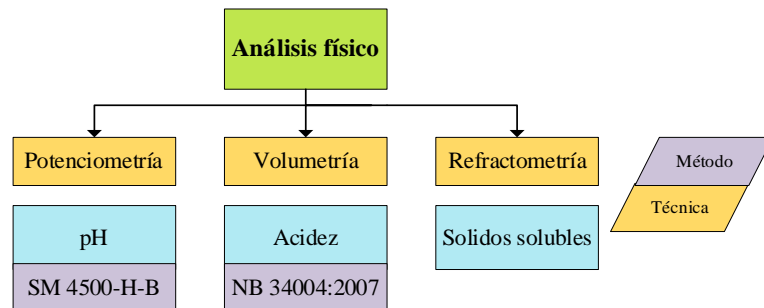 Análisis físico
Potenciometría
Volumetría
Refractometría
Método
Técnica
pH
Acidez
Solidos solubles
SM 4500-H-B
NB 34004:2007